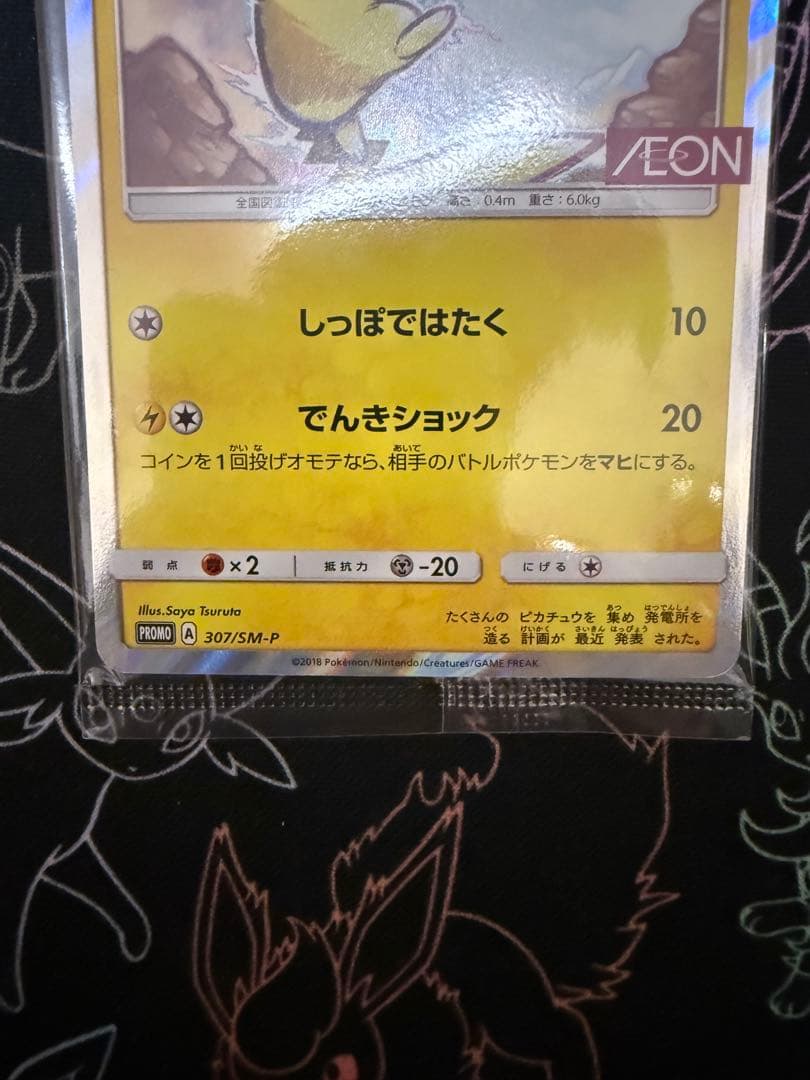 ÆON
全国図鑑
高さ：0.4m 重さ：6.0kg
しっぽではたく 10
でんきショック 20
コインを1回投げオモテなら、相手のバトルポケモンをマヒにする。
弱点 ×2 抵抗力 -20 にげる
Illus.Saya Tsuruta
PROMO A 307/SM-P
たくさんの ピカチュウを 集め 発電所を
造る 計画が 最近 発表 された。
©2018 Pokémon/Nintendo/Creatures/GAME FREAK